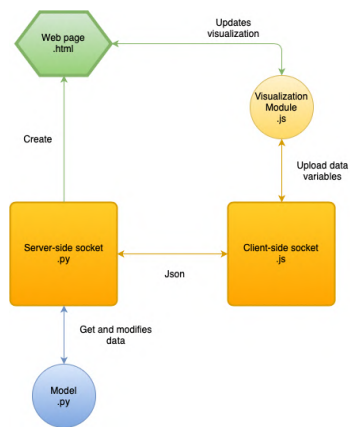 Updates
visualization
Web page
.html
Visualization
Module
.js
Create
Upload data
variables
Server-side socket
.py
Client-side socket
.js
Json
Get and modifies
data
Model
.py